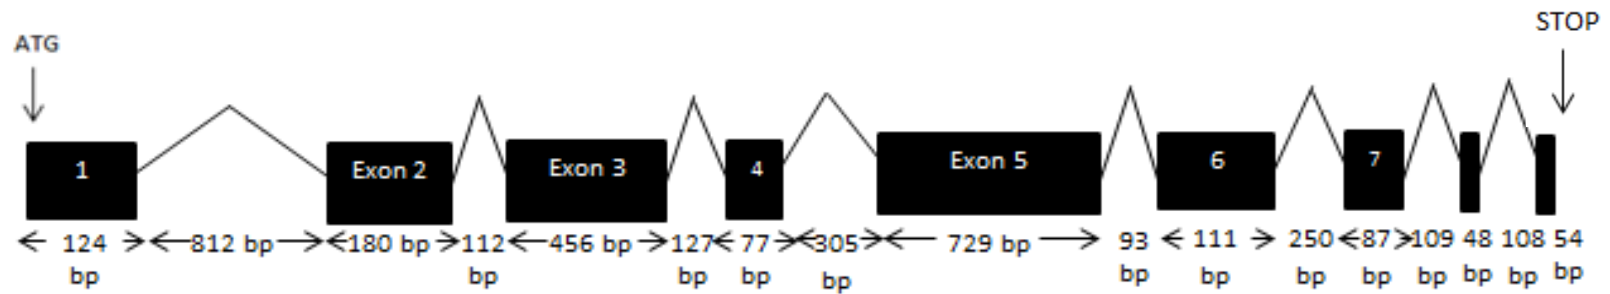 STOP
ATG
1
Exon 2
Exon 3
4
Exon 5
6
7
124 bp
812 bp
180 bp
112 bp
456 bp
127 bp
77 bp
305 bp
729 bp
93 bp
111 bp
250 bp
87 bp
109 bp
48 bp
108 bp
54 bp